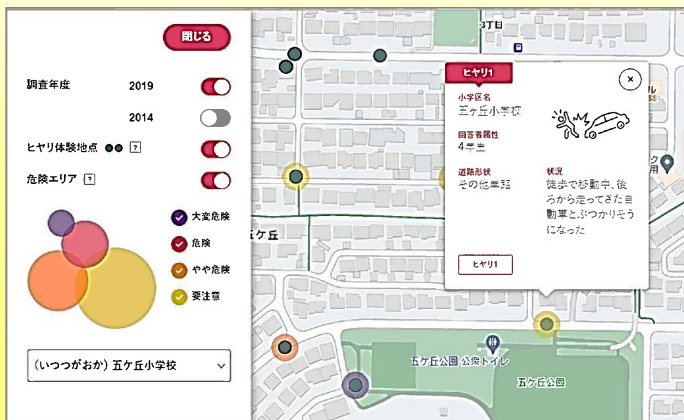 閉じる
調査年度
2019
2014
ヒヤリ体験地点
?
危険エリア
?
大変危険
危険
やや危険
要注意
(いつつがおか) 五ケ丘小学校
3丁目
ヒヤリ1
×
小学区名
五ヶ丘小学校
回答者属性
4年生
道路形状
その他単路
状況
徒歩で移動中、後
ろから走ってきた自
動車とぶつかりそう
になった
ヒヤリ1
五ケ丘公園 公衆トイレ
五ケ丘公園